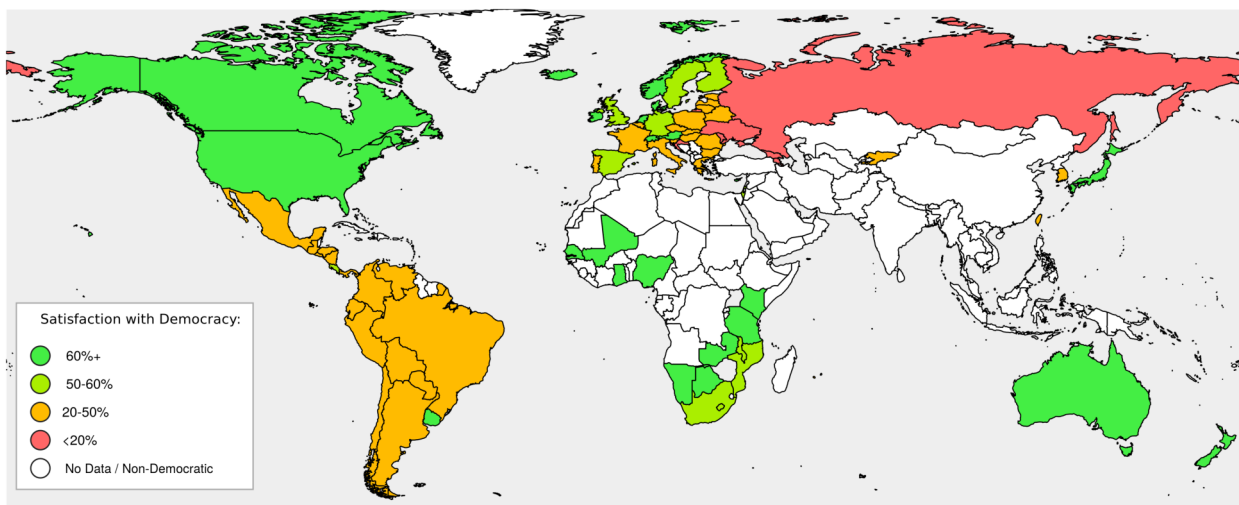 Satisfaction with Democracy:
60%+
50-60%
20-50%
<20%
No Data / Non-Democratic